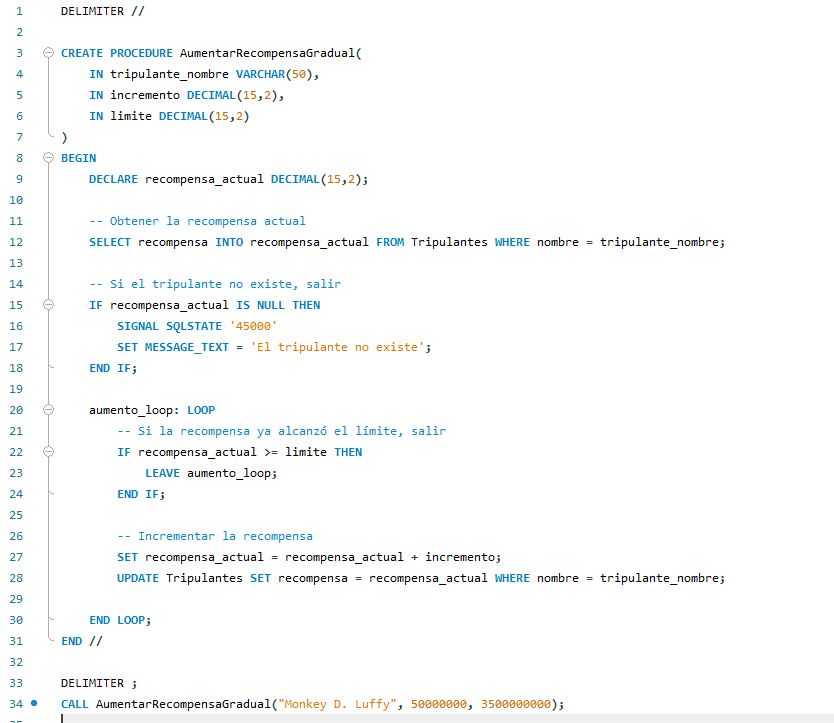 1 DELIMITER //
2
3 CREATE PROCEDURE AumentarRecompensaGradual(
4 IN tripulante_nombre VARCHAR(50),
5 IN incremento DECIMAL(15,2),
6 IN limite DECIMAL(15,2)
7 )
8 BEGIN
9 DECLARE recompensa_actual DECIMAL(15,2);
10
11 -- Obtener la recompensa actual
12 SELECT recompensa INTO recompensa_actual FROM Tripulantes WHERE nombre = tripulante_nombre;
13
14 -- Si el tripulante no existe, salir
15 IF recompensa_actual IS NULL THEN
16 SIGNAL SQLSTATE '45000'
17 SET MESSAGE_TEXT = 'El tripulante no existe';
18 END IF;
19
20 aumento_loop: LOOP
21 -- Si la recompensa ya alcanzó el límite, salir
22 IF recompensa_actual >= limite THEN
23 LEAVE aumento_loop;
24 END IF;
25
26 -- Incrementar la recompensa
27 SET recompensa_actual = recompensa_actual + incremento;
28 UPDATE Tripulantes SET recompensa = recompensa_actual WHERE nombre = tripulante_nombre;
29
30 END LOOP;
31 END //
32
33 DELIMITER ;
34 CALL AumentarRecompensaGradual("Monkey D. Luffy", 50000000, 3500000000);